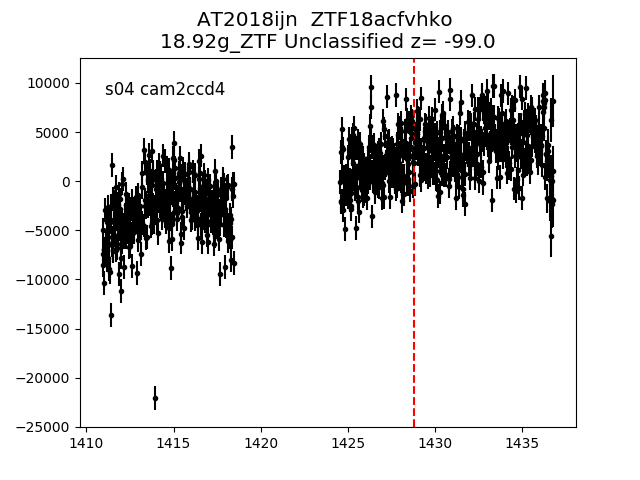 AT2018ijn  ZTF18acfvhko
18.92g_ZTF Unclassified z= -99.0
s04 cam2ccd4
10000
5000
0
−5000
−10000
−15000
−20000
−25000
1410 1415 1420 1425 1430 1435